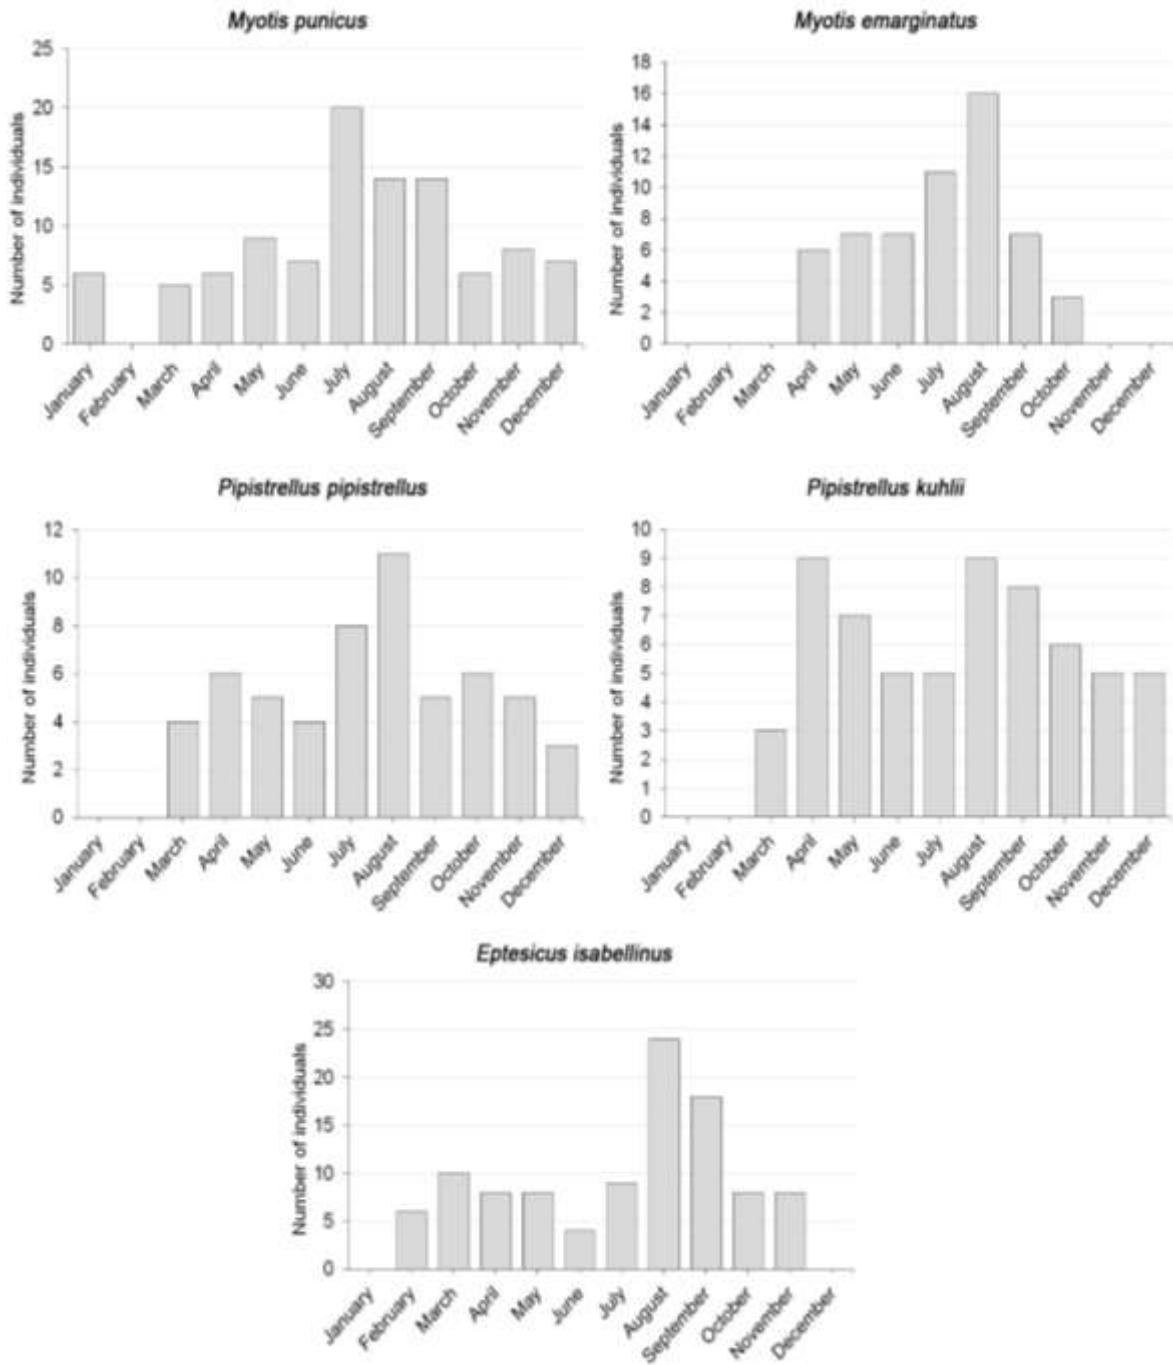 Myotis punicus
Number of individuals
25
20
15
10
5
0
January
February
March
April
May
June
July
August
September
October
November
December
Myotis emarginatus
Number of individuals
18
16
14
12
10
8
6
4
2
0
January
February
March
April
May
June
July
August
September
October
November
December
Pipistrellus pipistrellus
Number of individuals
12
10
8
6
4
2
0
January
February
March
April
May
June
July
August
September
October
November
December
Pipistrellus kuhlii
Number of individuals
10
9
8
7
6
5
4
3
2
1
0
January
February
March
April
May
June
July
August
September
October
November
December
Eptesicus isabellinus
Number of individuals
30
25
20
15
10
5
0
January
February
March
April
May
June
July
August
September
October
November
December